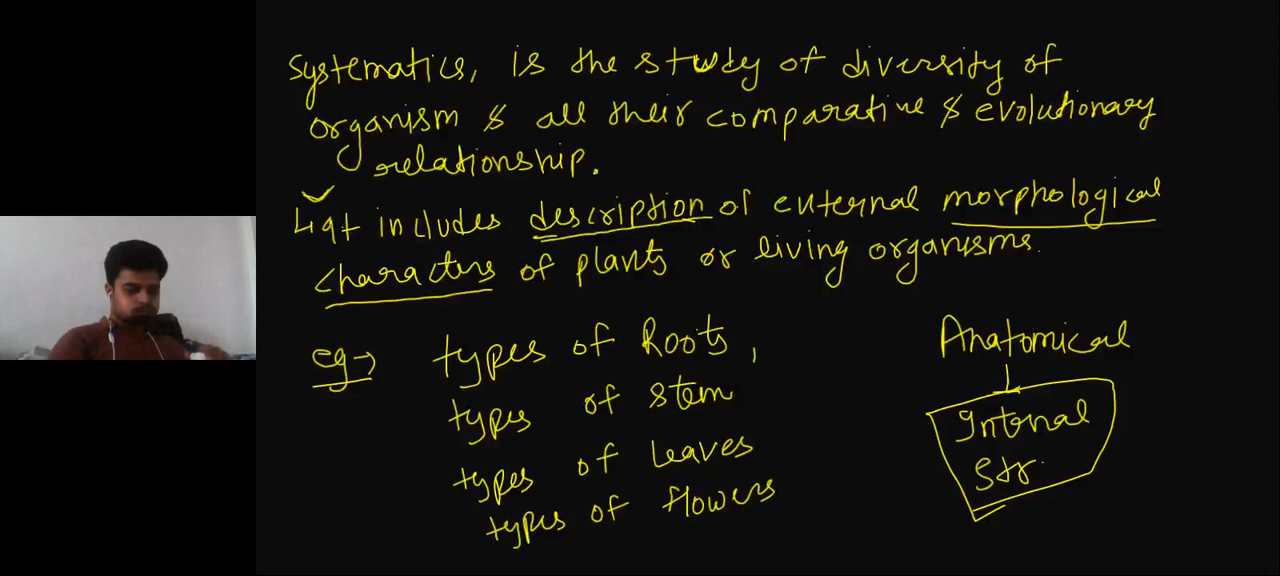 Systematics, is the study of diversity of
organism & all their comparative & evolutionary
relationship.
It includes description of external morphological
characters of plants or living organisms.
eg→ types of Roots,
types of stem
types of leaves
types of flowers
Anatomical
Internal
Str.